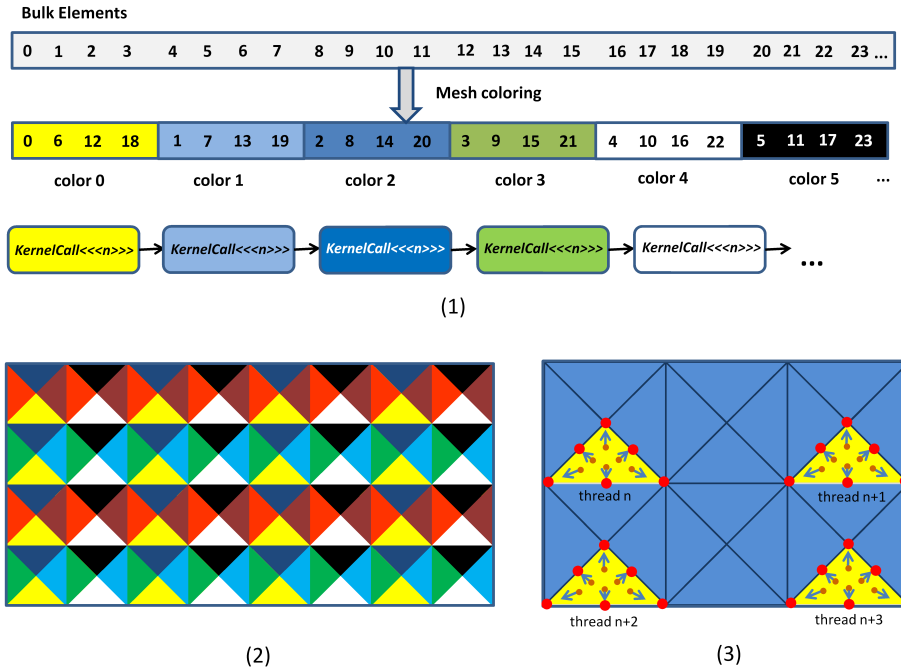 Bulk Elements
0 1 2 3 4 5 6 7 8 9 10 11 12 13 14 15 16 17 18 19 20 21 22 23 ...
Mesh coloring
0 6 12 18 1 7 13 19 2 8 14 20 3 9 15 21 4 10 16 22 5 11 17 23
color 0 color 1 color 2 color 3 color 4 color 5 ...
KernelCall<<<n>>> KernelCall<<<n>>> KernelCall<<<n>>> KernelCall<<<n>>> KernelCall<<<n>>> ...
(1)
thread n thread n+1
thread n+2 thread n+3
(2) (3)